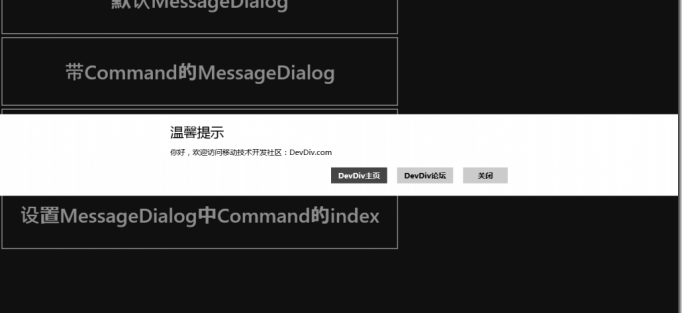 默认MessageDialog
带Command的MessageDialog
温馨提示
你好，欢迎访问移动技术开发社区：DevDiv.com
DevDiv主页 DevDiv论坛 关闭
设置MessageDialog中Command的index